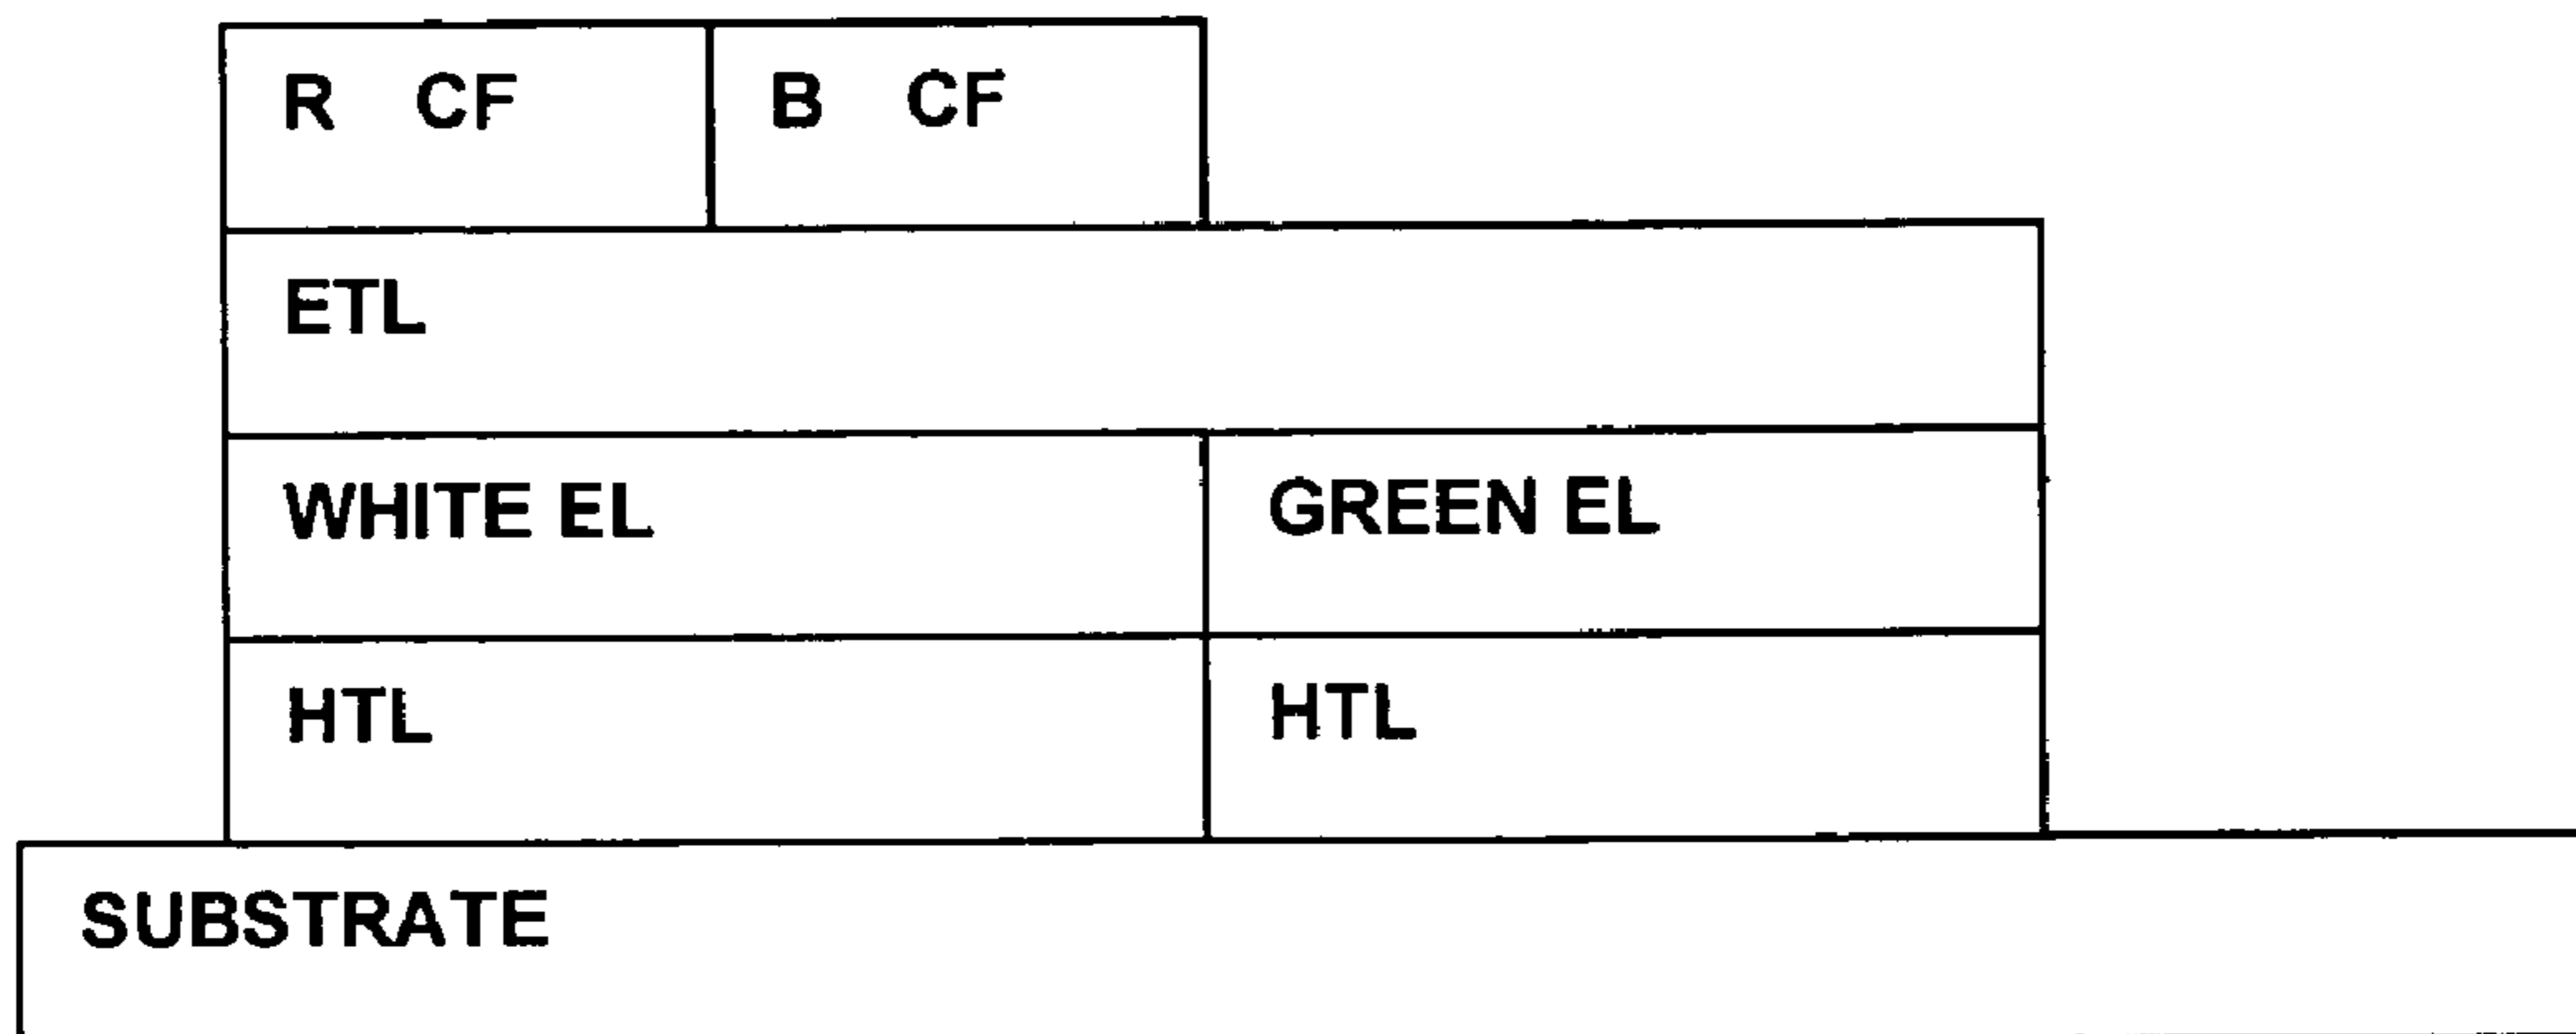 R CF B CF
ETL
WHITE EL GREEN EL
HTL HTL
SUBSTRATE